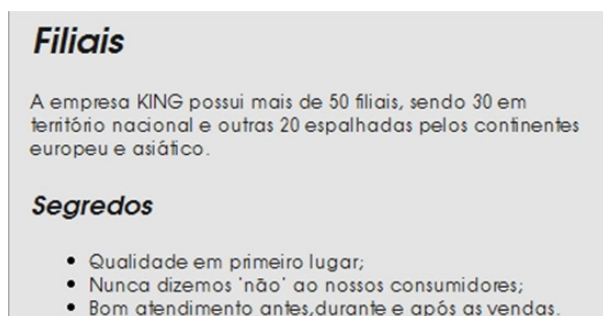 Filiais
A empresa KING possui mais de 50 filiais, sendo 30 em
território nacional e outras 20 espalhadas pelos continentes
europeu e asiático.
Segredos
• Qualidade em primeiro lugar;
• Nunca dizemos 'não' ao nossos consumidores;
• Bom atendimento antes,durante e após as vendas.